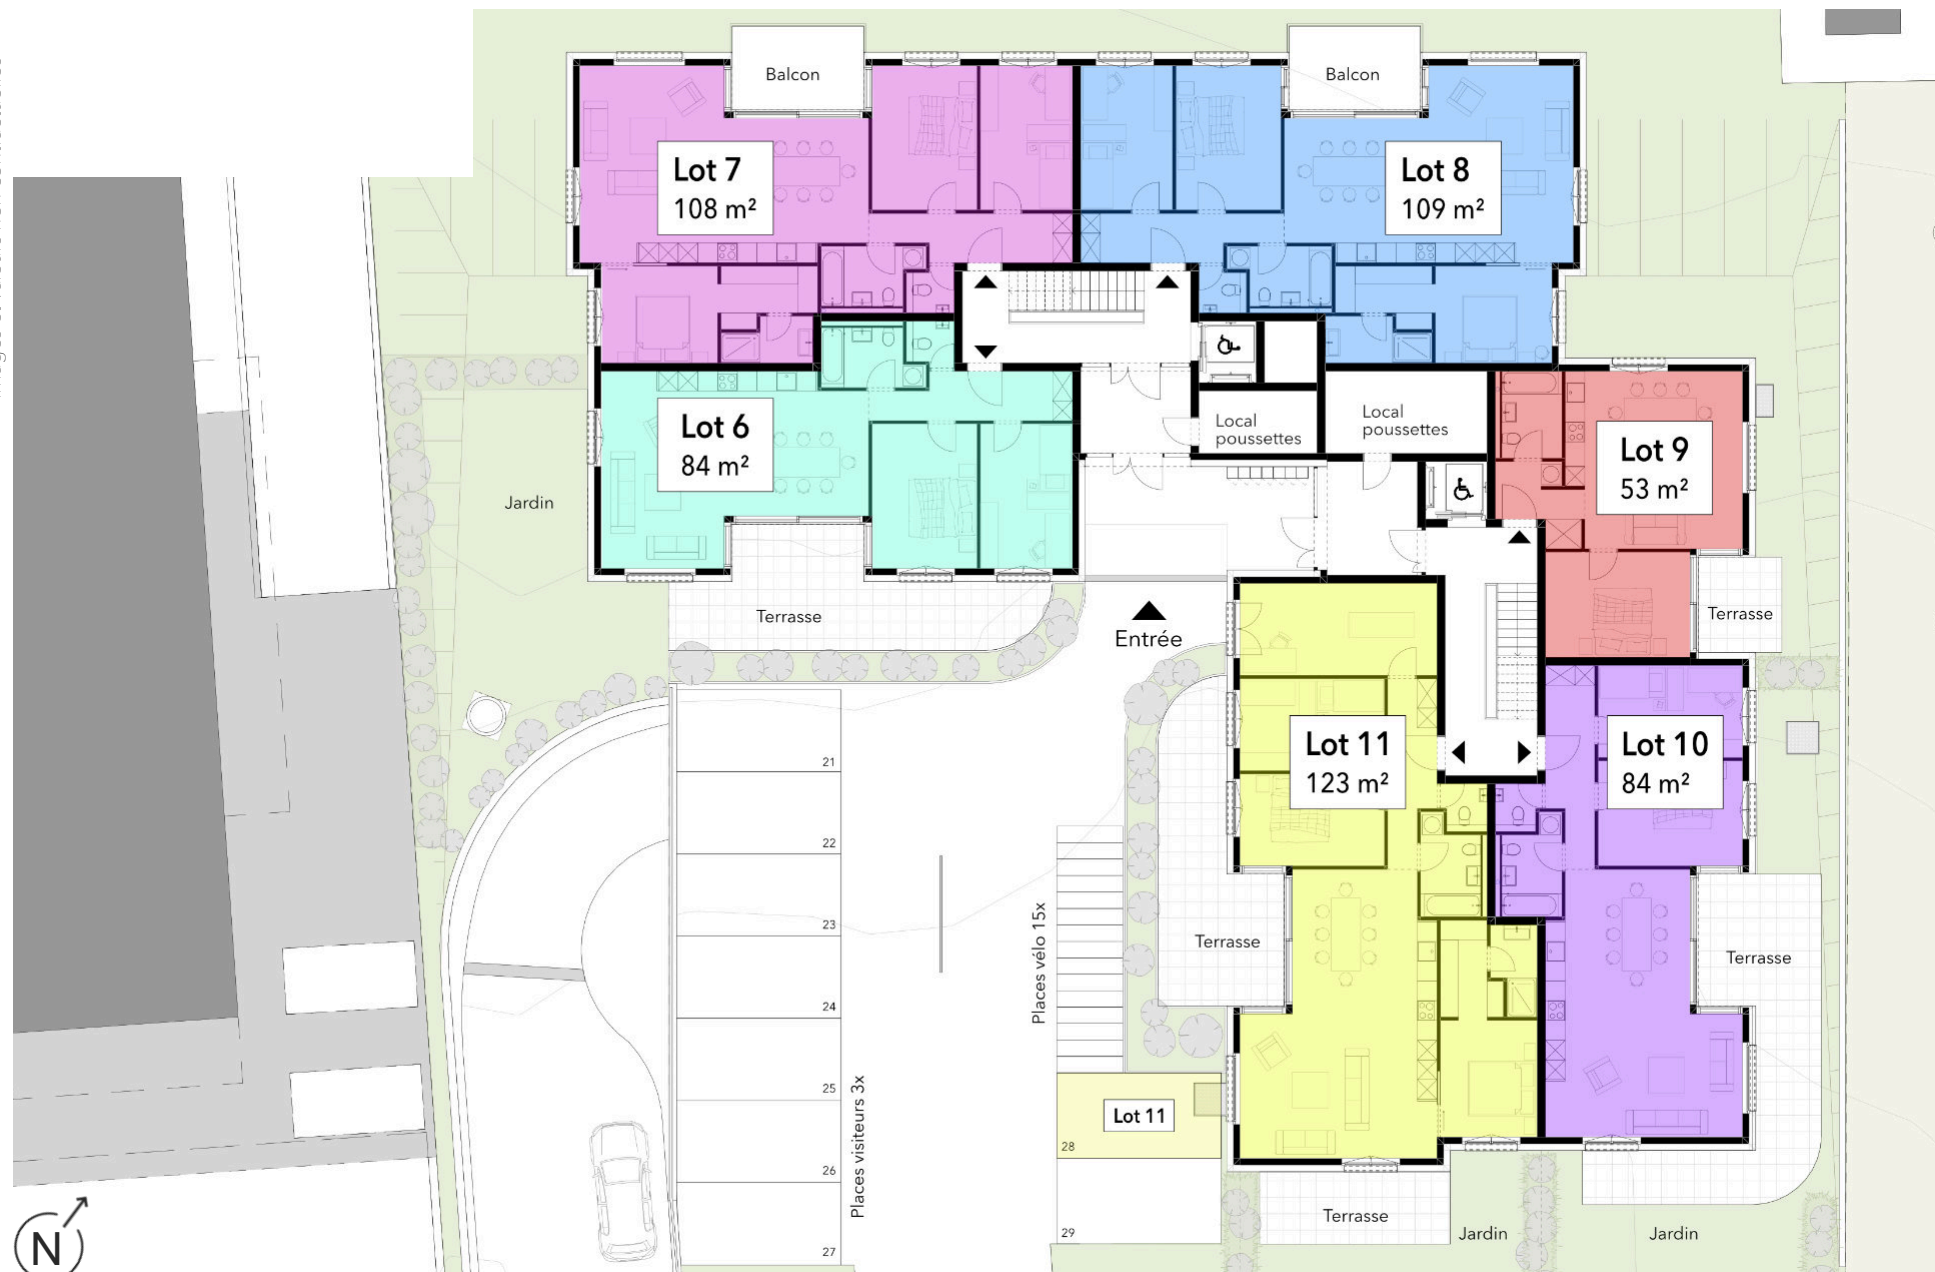 Balcon
Balcon
Lot 7
108 m²
Lot 8
109 m²
Lot 6
84 m²
Local
poussettes
Local
poussettes
Lot 9
53 m²
Jardin
Terrasse
Entrée
Terrasse
Lot 11
123 m²
Lot 10
84 m²
21
22
23
24
25
26
27
Places visiteurs 3x
Places vélo 15x
Terrasse
Terrasse
Lot 11
28
29
Terrasse
Jardin
Jardin
N